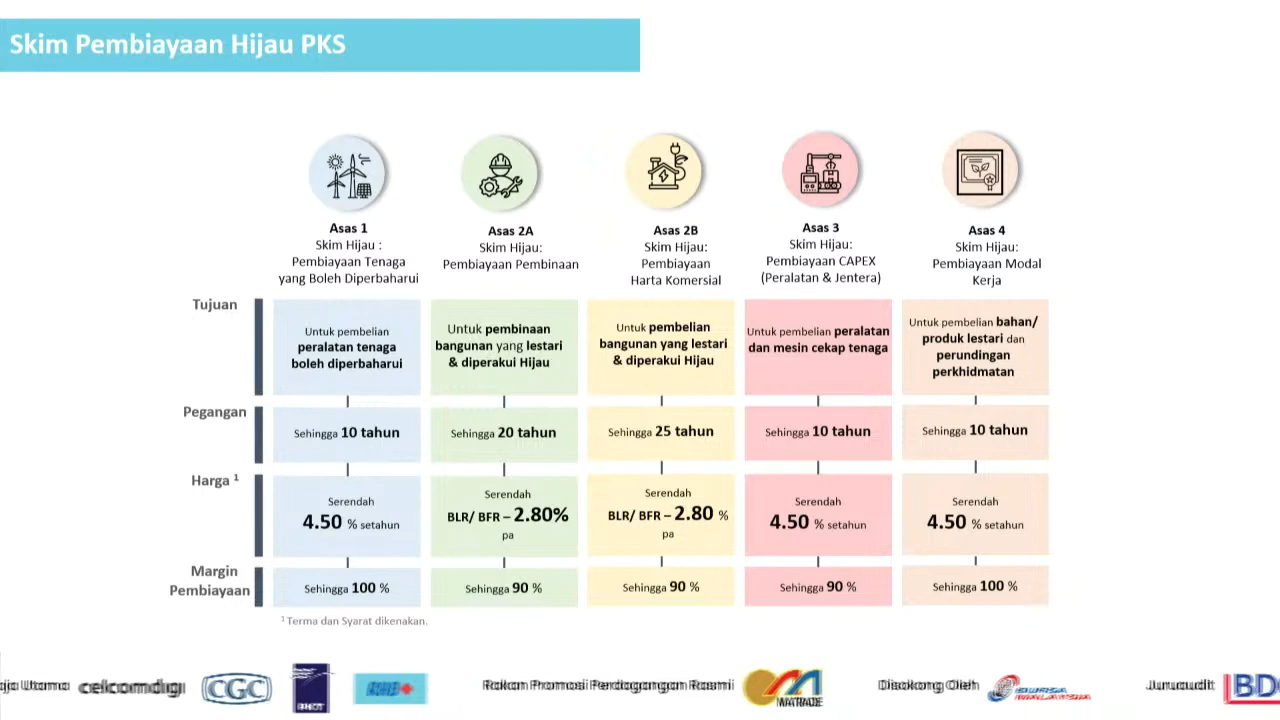 Skim Pembiayaan Hijau PKS
Asas 1
Skim Hijau :
Pembiayaan Tenaga
yang Boleh Diperbaharui
Asas 2A
Skim Hijau:
Pembiayaan Pembinaan
Asas 2B
Skim Hijau:
Pembiayaan
Harta Komersial
Asas 3
Skim Hijau:
Pembiayaan CAPEX
(Peralatan & Jentera)
Asas 4
Skim Hijau:
Pembiayaan Modal
Kerja
Tujuan
Untuk pembelian
peralatan tenaga
boleh diperbaharui
Untuk pembinaan
bangunan yang lestari
& diperakui Hijau
Untuk pembelian
bangunan yang lestari
& diperakui Hijau
Untuk pembelian peralatan
dan mesin cekap tenaga
Untuk pembelian bahan/
produk lestari dan
perundingan
perkhidmatan
Pegangan
Sehingga 10 tahun
Sehingga 20 tahun
Sehingga 25 tahun
Sehingga 10 tahun
Sehingga 10 tahun
Harga ¹
Serendah
4.50 % setahun
Serendah
BLR/ BFR – 2.80%
pa
Serendah
BLR/ BFR – 2.80 %
pa
Serendah
4.50 % setahun
Serendah
4.50 % setahun
Margin
Pembiayaan
Sehingga 100 %
Sehingga 90 %
Sehingga 90 %
Sehingga 90 %
Sehingga 100 %
¹ Terma dan Syarat dikenakan.
Utama celcomdigi CGC Rakan Promosi Perdagangan Rasmi MATRADE Disokong Oleh BURSA MALAYSIA Juruaudit BDO